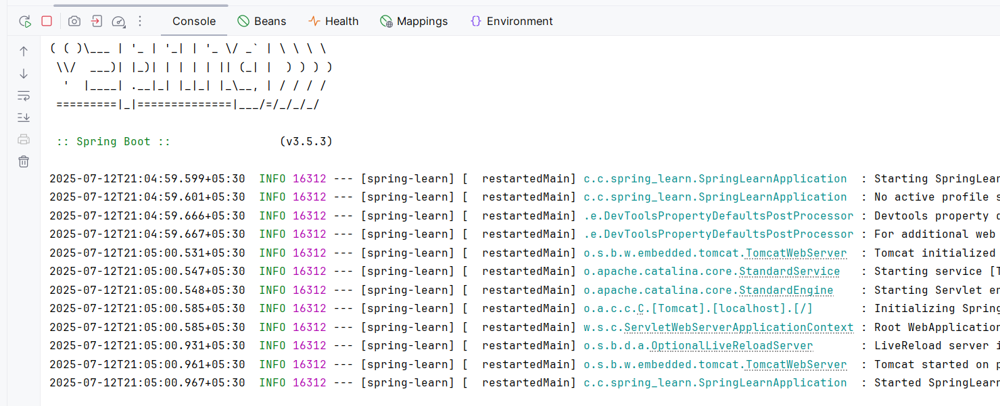 Console Beans Health Mappings Environment
( ( )\___ | '_ | '_| | '_ \/ _` | \ \ \ \
 \\/  ___)| |_)| | | | | || (_| |  ) ) ) )
  '  |____| .__|_| |_|_| |_\__, | / / / /
 =========|_|==============|___/=/_/_/_/
 :: Spring Boot ::                (v3.5.3)
2025-07-12T21:04:59.599+05:30  INFO 16312 --- [spring-learn] [  restartedMain] c.c.spring_learn.SpringLearnApplication  : Starting SpringLear
2025-07-12T21:04:59.601+05:30  INFO 16312 --- [spring-learn] [  restartedMain] c.c.spring_learn.SpringLearnApplication  : No active profile s
2025-07-12T21:04:59.666+05:30  INFO 16312 --- [spring-learn] [  restartedMain] .e.DevToolsPropertyDefaultsPostProcessor : Devtools property
2025-07-12T21:04:59.667+05:30  INFO 16312 --- [spring-learn] [  restartedMain] .e.DevToolsPropertyDefaultsPostProcessor : For additional web
2025-07-12T21:05:00.531+05:30  INFO 16312 --- [spring-learn] [  restartedMain] o.s.b.w.embedded.tomcat.TomcatWebServer  : Tomcat initialized
2025-07-12T21:05:00.547+05:30  INFO 16312 --- [spring-learn] [  restartedMain] o.apache.catalina.core.StandardService   : Starting service [T
2025-07-12T21:05:00.548+05:30  INFO 16312 --- [spring-learn] [  restartedMain] o.apache.catalina.core.StandardEngine    : Starting Servlet en
2025-07-12T21:05:00.585+05:30  INFO 16312 --- [spring-learn] [  restartedMain] o.a.c.c.C.[Tomcat].[localhost].[/]       : Initializing Spring
2025-07-12T21:05:00.585+05:30  INFO 16312 --- [spring-learn] [  restartedMain] w.s.c.ServletWebServerApplicationContext : Root WebApplication
2025-07-12T21:05:00.931+05:30  INFO 16312 --- [spring-learn] [  restartedMain] o.s.b.d.a.OptionalLiveReloadServer       : LiveReload server i
2025-07-12T21:05:00.961+05:30  INFO 16312 --- [spring-learn] [  restartedMain] o.s.b.w.embedded.tomcat.TomcatWebServer  : Tomcat started on p
2025-07-12T21:05:00.967+05:30  INFO 16312 --- [spring-learn] [  restartedMain] c.c.spring_learn.SpringLearnApplication  : Started SpringLearn